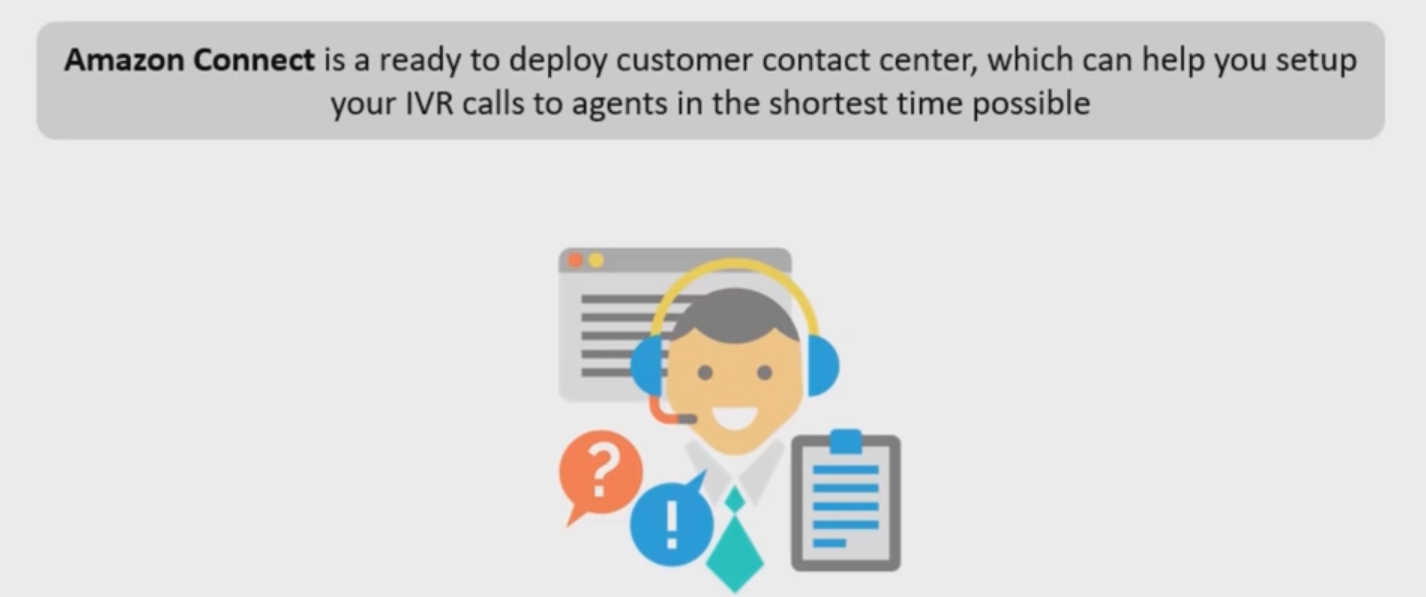 Amazon Connect is a ready to deploy customer contact center, which can help you setup
your IVR calls to agents in the shortest time possible
?
!